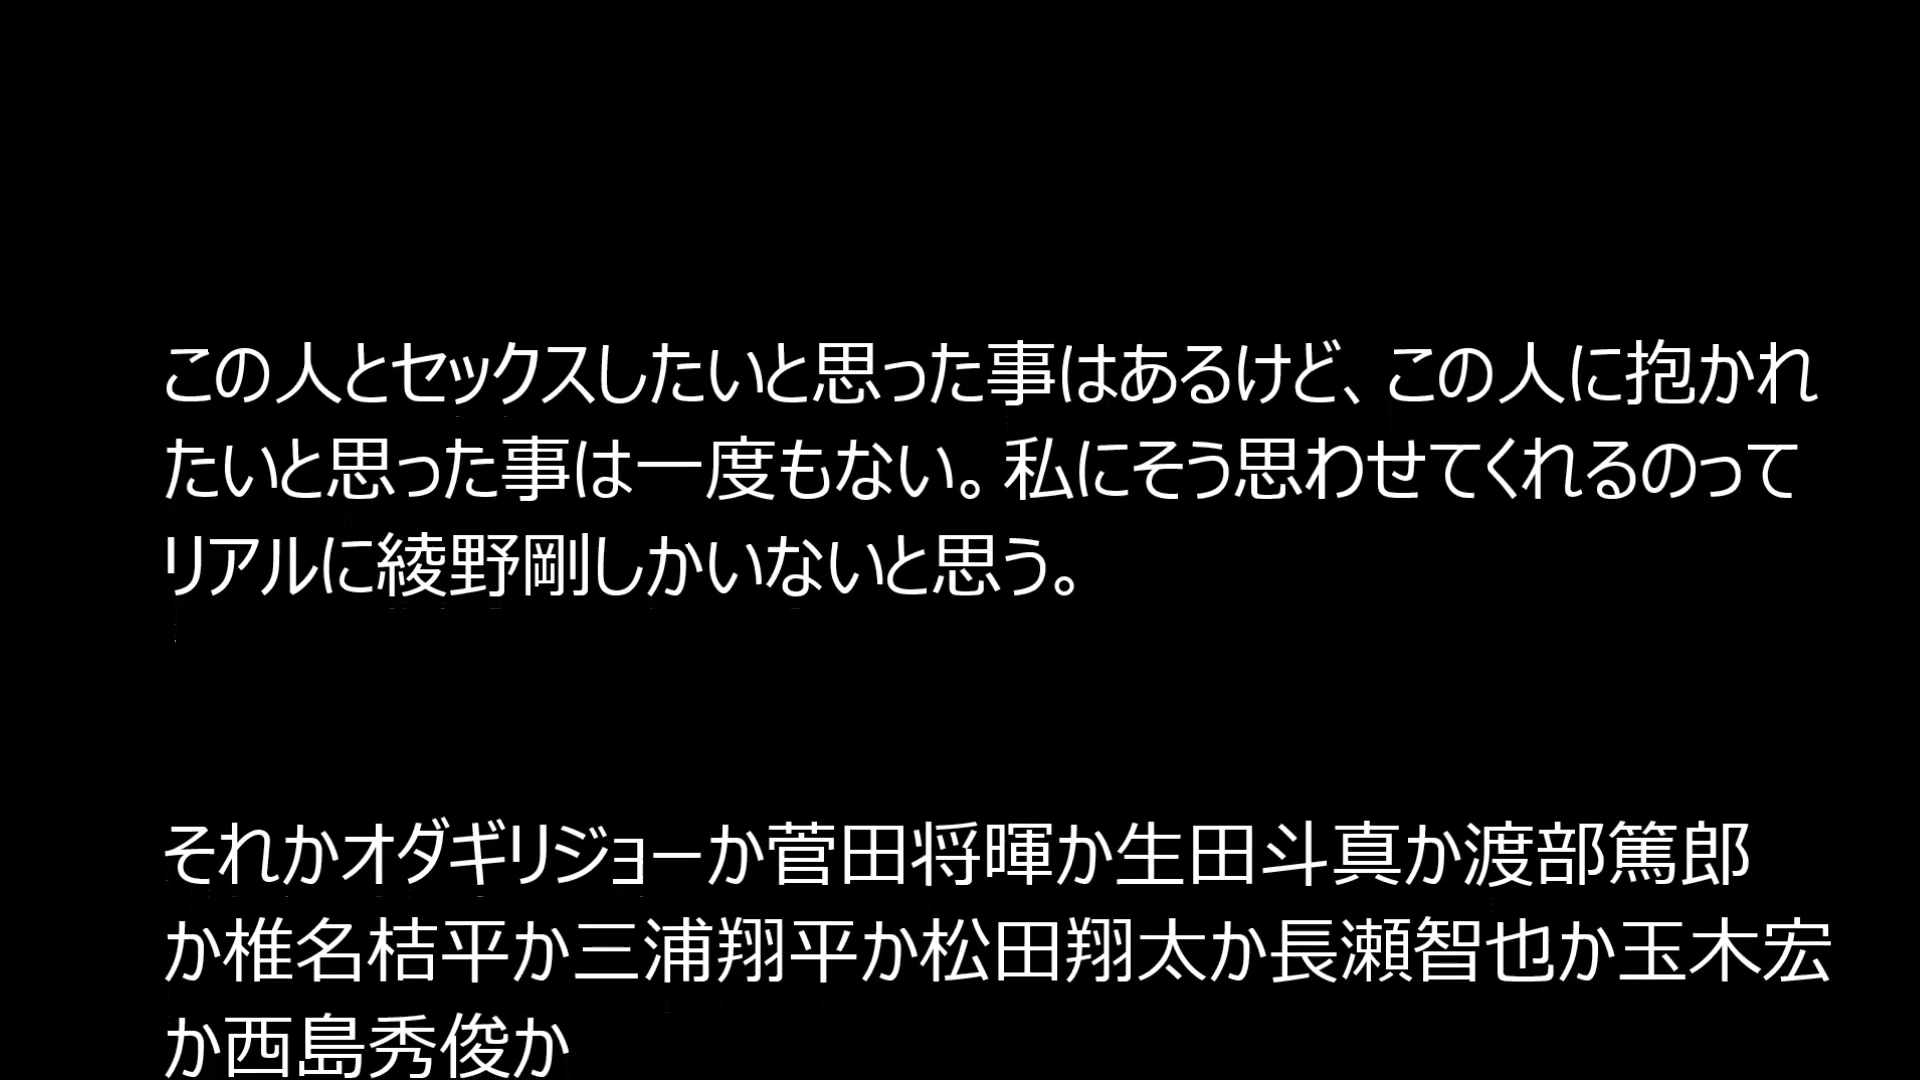 この人とセックスしたいと思った事はあるけど、この人に抱かれ
たいと思った事は一度もない。私にそう思わせてくれるのって
リアルに綾野剛しかいないと思う。
それかオダギリジョーか菅田将暉か生田斗真か渡部篤郎
か椎名桔平か三浦翔平か松田翔太か長瀬智也か玉木宏
か西島秀俊か